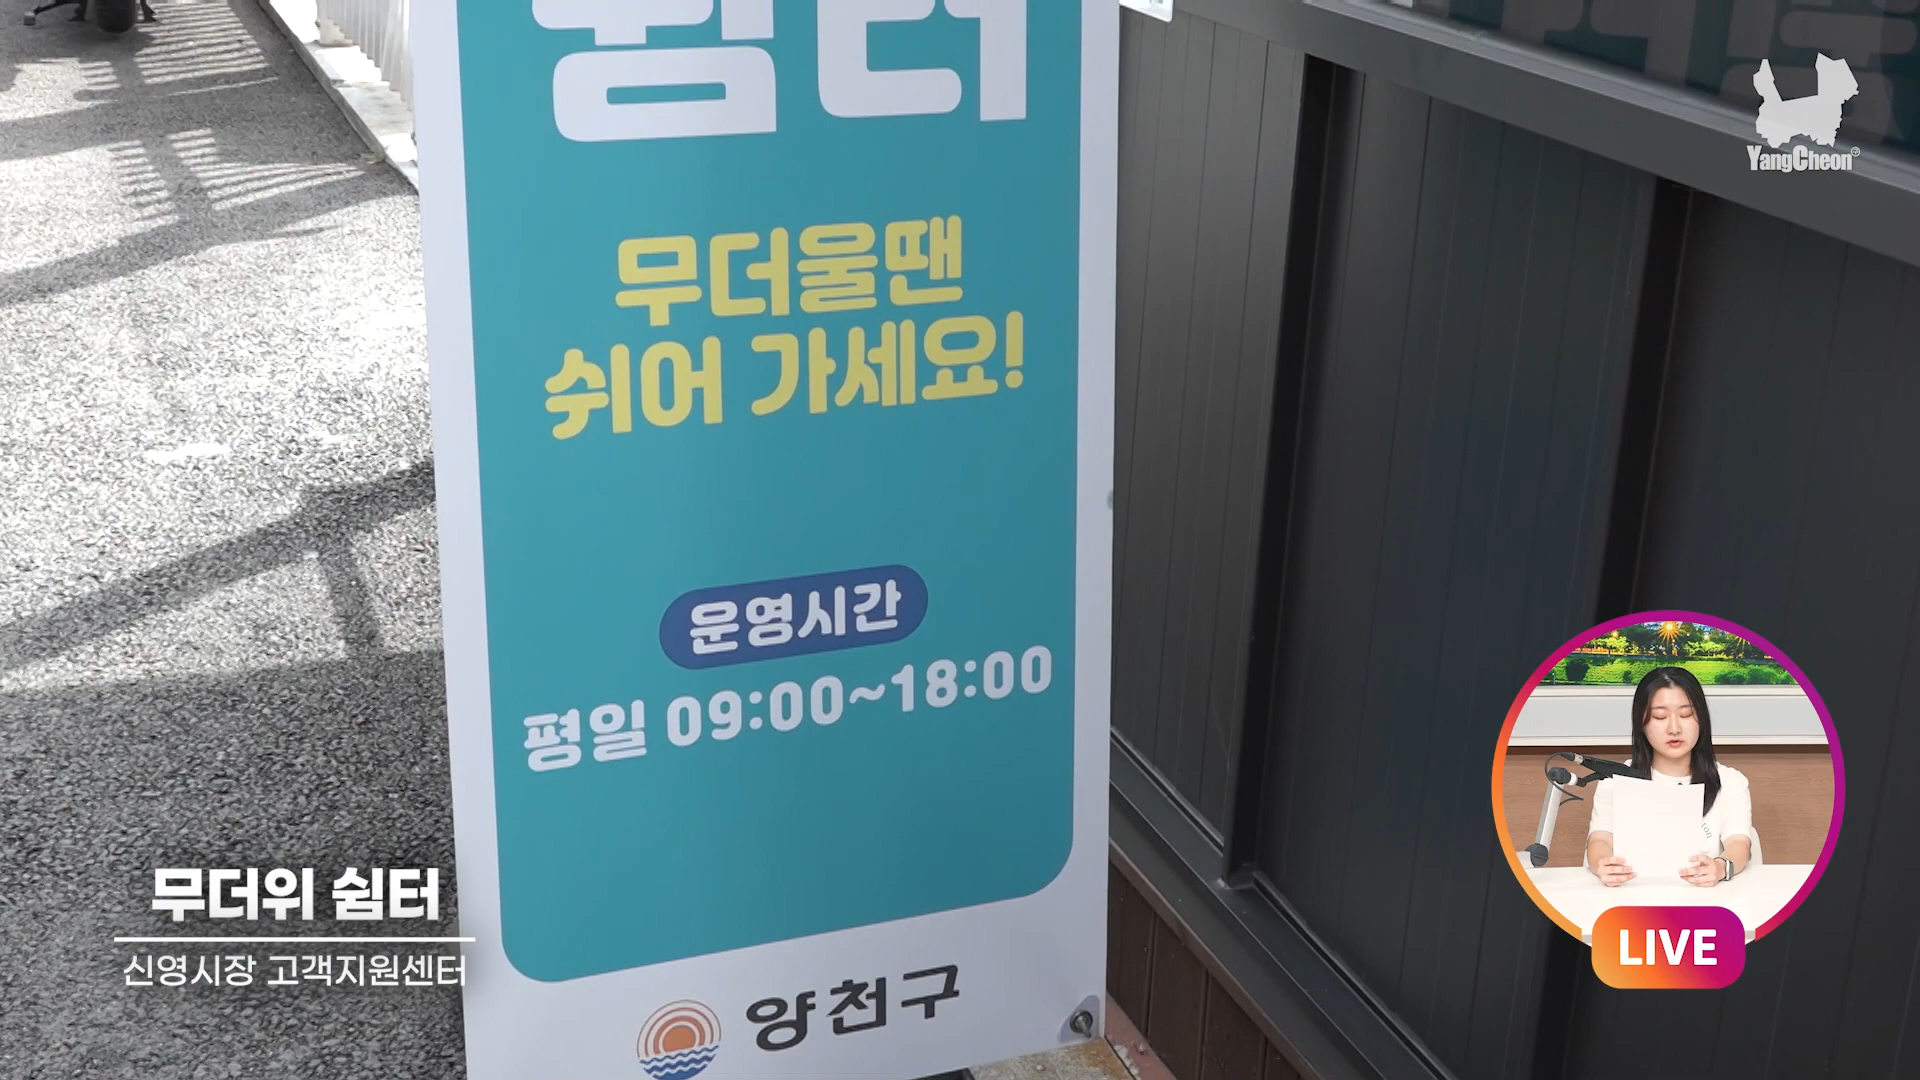 쉼터
무더울땐
쉬어 가세요!
운영시간
평일 09:00~18:00
양천구
YangCheon
무더위 쉼터
신영시장 고객지원센터
LIVE